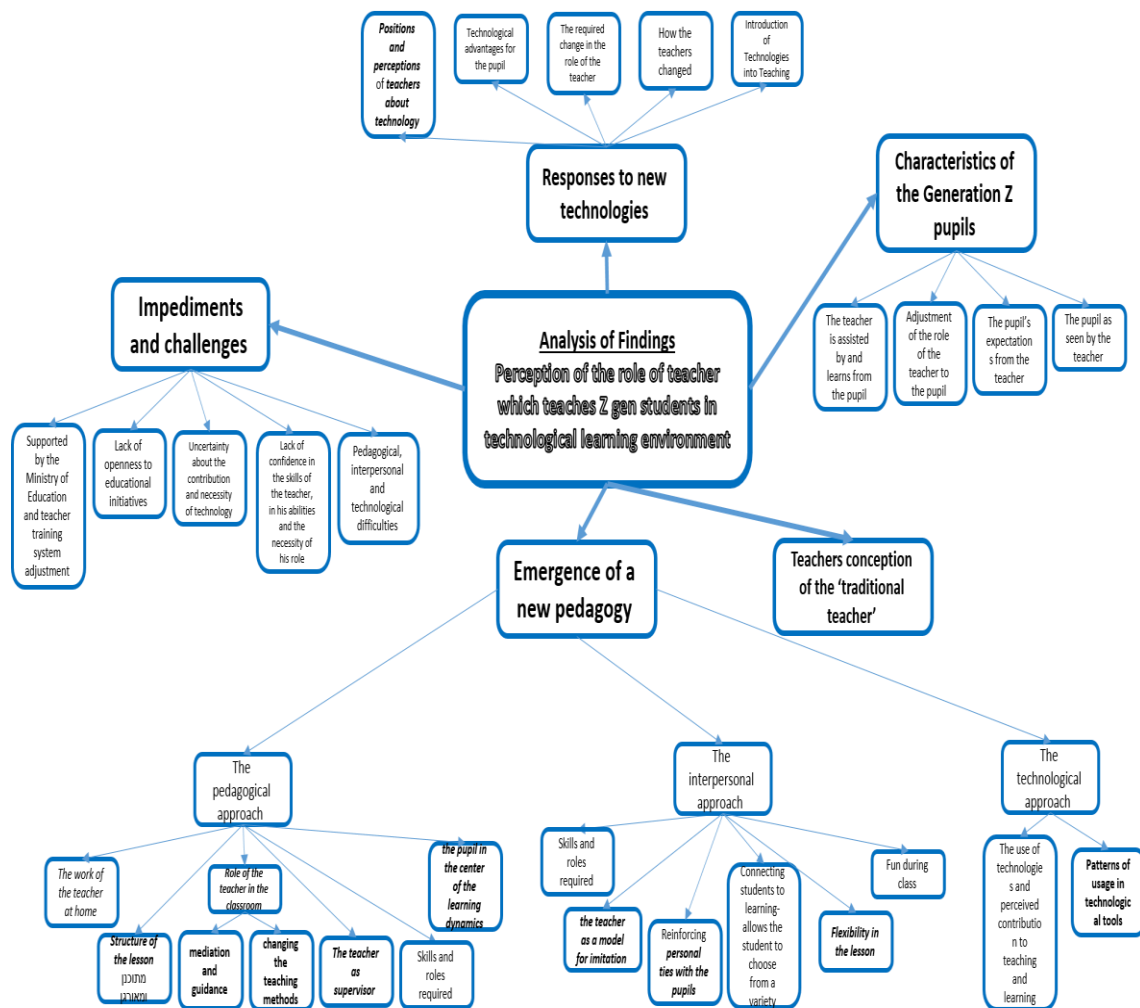 Positions
and
perceptions
of teachers
about
technology
Technological
advantages for
the pupil
The required
change in the
role of the
teacher
How the
teachers
changed
Introduction
of
Technologies
into Teaching
Responses to new
technologies
Characteristics of
the Generation Z
pupils
The teacher
is assisted
by and
learns from
the pupil
Adjustment
of the role
of the
teacher to
the pupil
The pupil's
expectation
s from the
teacher
The pupil as
seen by the
teacher
Impediments
and challenges
Supported
by the
Ministry of
Education
and teacher
training
system
adjustment
Lack of
openness to
educational
initiatives
Uncertainty
about the
contribution
and necessity
of technology
Lack of
confidence in
the skills of
the teacher,
in his abilities
and the
necessity of
his role
Pedagogical,
interpersonal
and
technological
difficulties
Analysis of Findings
Perception of the role of teacher
which teaches Z gen students in
technological learning environment
Emergence of a
new pedagogy
Teachers conception
of the ‘traditional
teacher’
The
pedagogical
approach
The work of
the teacher
at home
Structure of
the lesson
מתוכנן
ומאורגן
Role of the
teacher in the
classroom
mediation
and
guidance
changing
the
teaching
methods
The teacher
as
supervisor
Skills and
roles
required
the pupil in
the center
of the
learning
dynamics
The
interpersonal
approach
Skills and
roles
required
the teacher
as a model
for imitation
Reinforcing
personal
ties with the
pupils
Connecting
students to
learning-
allows the
student to
choose from
a variety
Flexibility in
the lesson
Fun during
class
The
technological
approach
The use of
technologie
s and
perceived
contributio
n to
teaching
and
learning
Patterns of
usage in
technologic
al tools